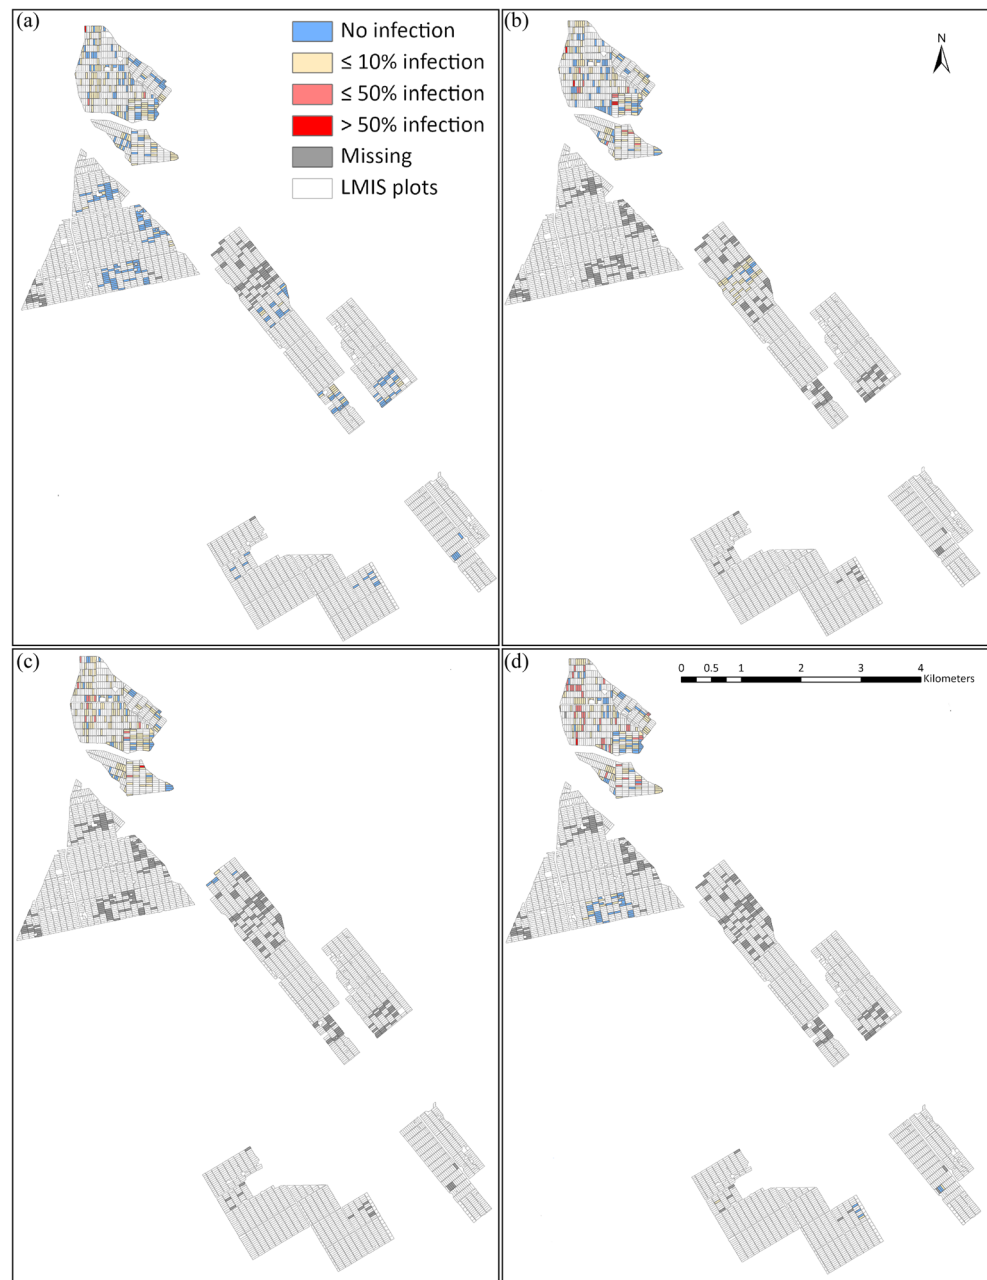 (a)
No infection
≤ 10% infection
≤ 50% infection
> 50% infection
Missing
LMIS plots
(b)
N
(c)
(d)
0 0.5 1 2 3 4
Kilometers